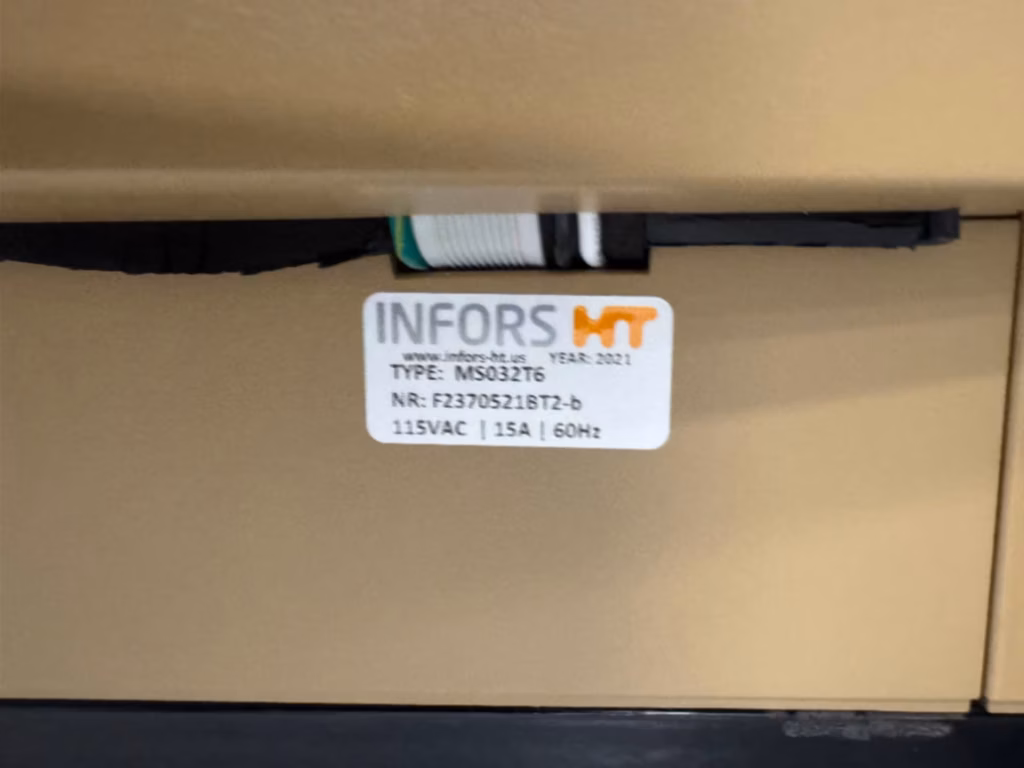 INFORS HT
www.infors-ht.us YEAR: 2021
TYPE: MS032T6
NR: F2370521BT2-b
115VAC | 15A | 60Hz